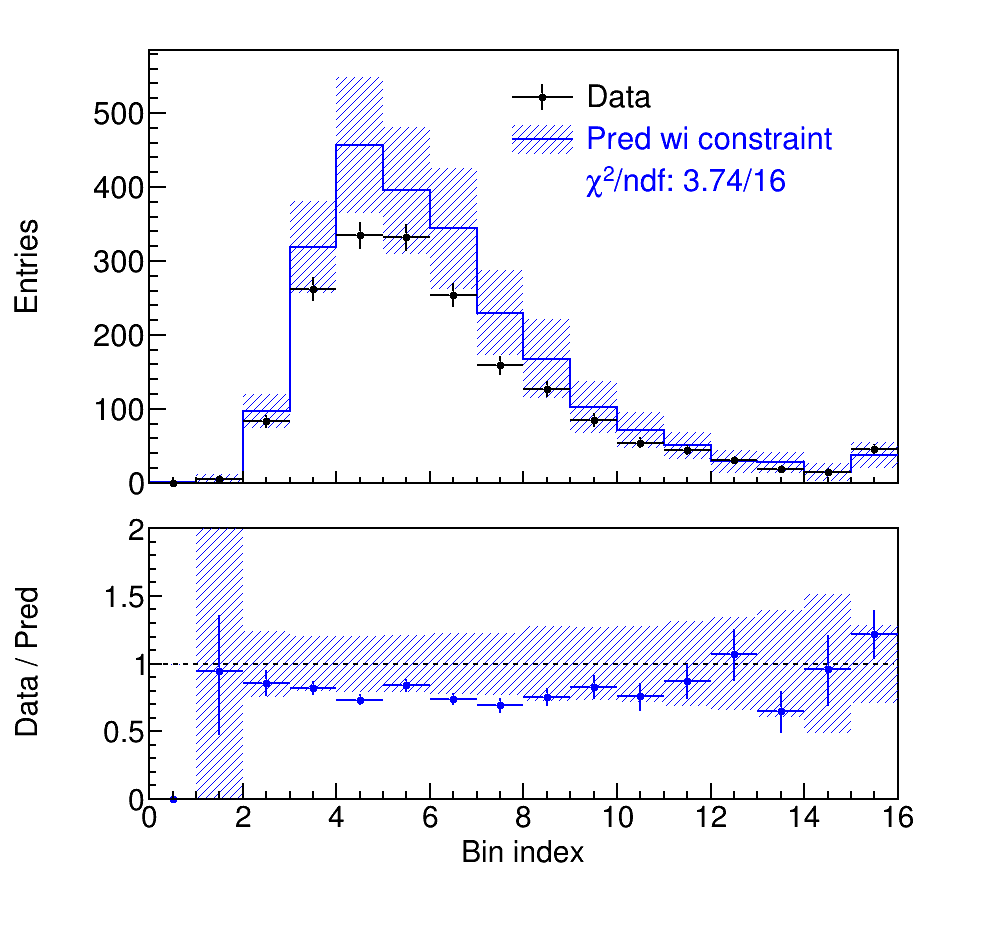 Entries
500
400
300
200
100
0
Data
Pred wi constraint
χ²/ndf: 3.74/16
Data / Pred
2
1.5
1
0.5
0
0 2 4 6 8 10 12 14 16
Bin index